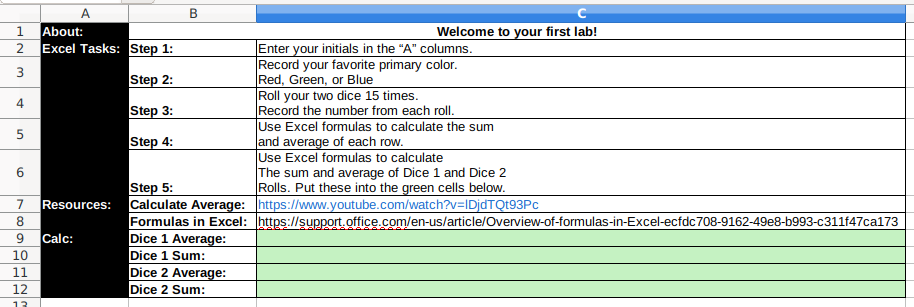 A B C
1 About: Welcome to your first lab!
2 Excel Tasks: Step 1: Enter your initials in the “A” columns.
Record your favorite primary color.
3 Step 2: Red, Green, or Blue
Roll your two dice 15 times.
4 Step 3: Record the number from each roll.
Use Excel formulas to calculate the sum
5 Step 4: and average of each row.
Use Excel formulas to calculate
6 The sum and average of Dice 1 and Dice 2
Step 5: Rolls. Put these into the green cells below.
7 Resources: Calculate Average: https://www.youtube.com/watch?v=lDjdTQt93Pc
8 Formulas in Excel: https://support.office.com/en-us/article/Overview-of-formulas-in-Excel-ecfdc708-9162-49e8-b993-c311f47ca173
9 Calc: Dice 1 Average:
10 Dice 1 Sum:
11 Dice 2 Average:
12 Dice 2 Sum:
13